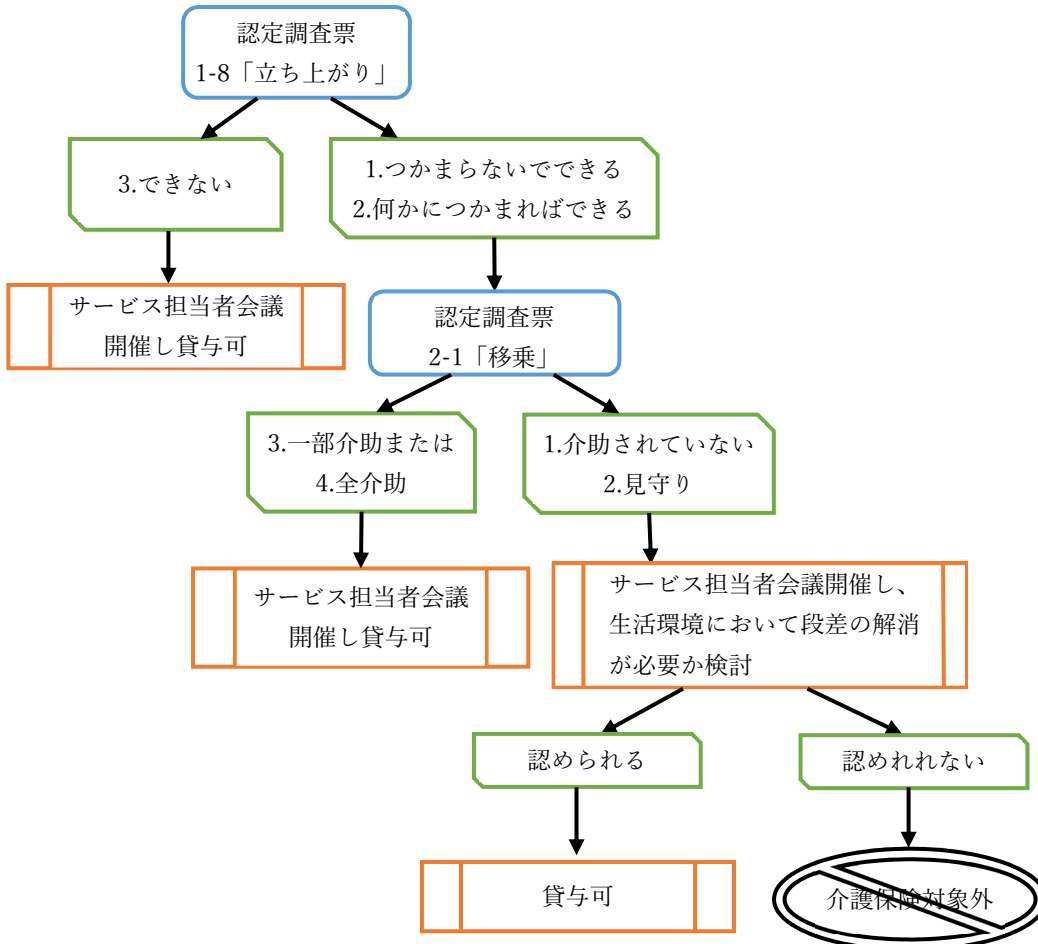 認定調査票
1-8「立ち上がり」
3.できない
1.つかまらないでできる
2.何かにつかまればできる
サービス担当者会議
開催し貸与可
認定調査票
2-1「移乗」
3.一部介助または
4.全介助
1.介助されていない
2.見守り
サービス担当者会議
開催し貸与可
サービス担当者会議開催し、
生活環境において段差の解消
が必要か検討
認められる
認めれれない
貸与可
介護保険対象外